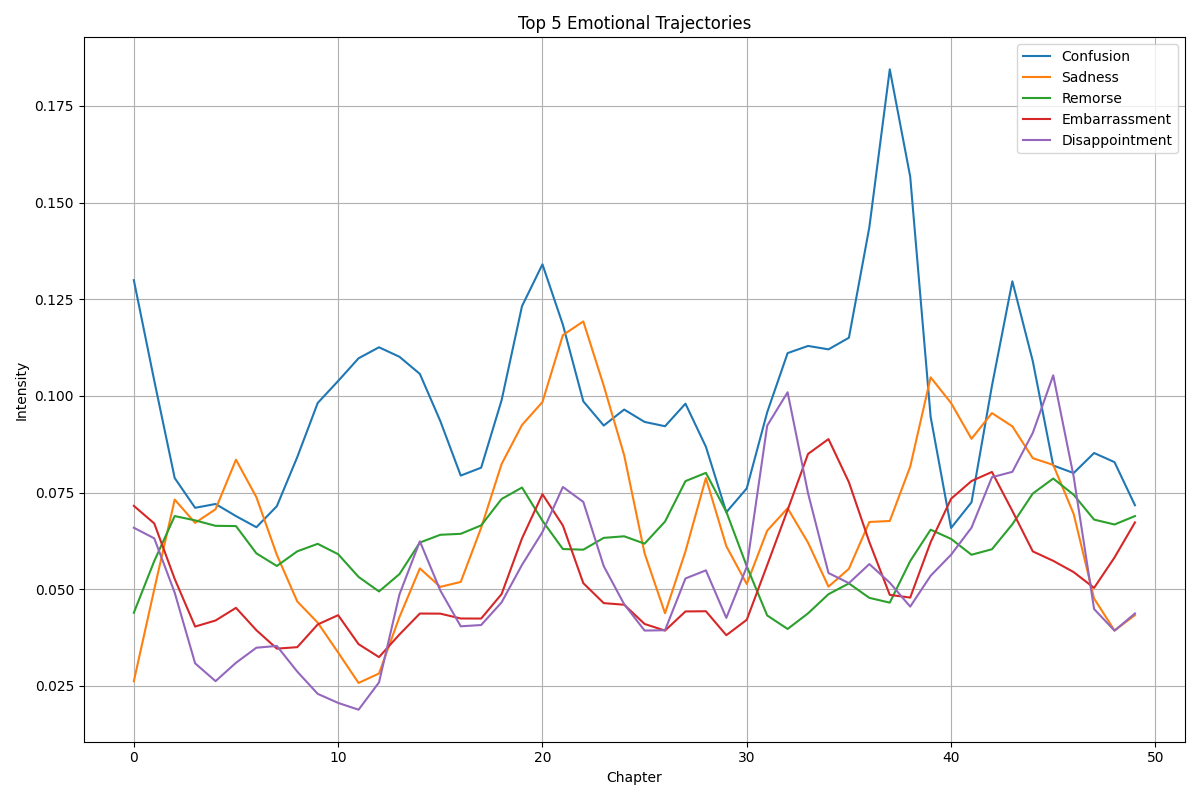 Top 5 Emotional Trajectories
Confusion
Sadness
Remorse
Embarrassment
Disappointment
0.175
0.150
0.125
0.100
0.075
0.050
0.025
Intensity
0 10 20 30 40 50
Chapter